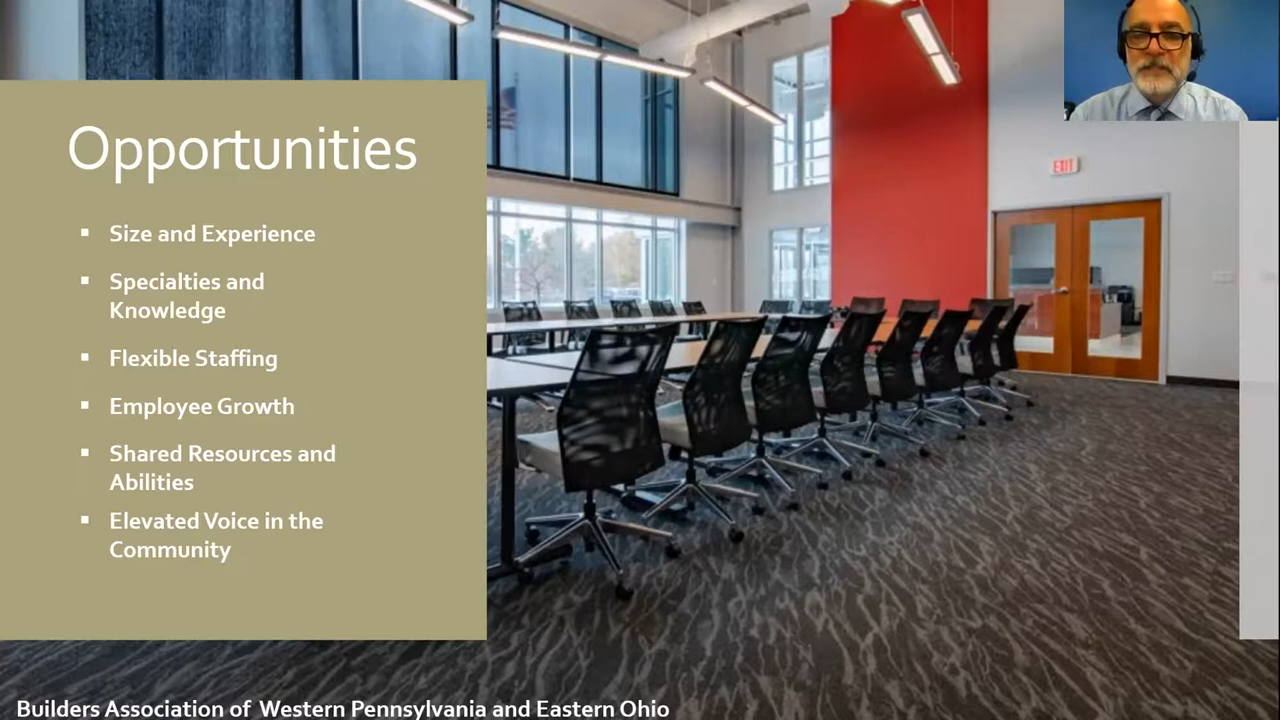 Opportunities
▪ Size and Experience
▪ Specialties and
Knowledge
▪ Flexible Staffing
▪ Employee Growth
▪ Shared Resources and
Abilities
▪ Elevated Voice in the
Community
EXIT
Builders Association of Western Pennsylvania and Eastern Ohio